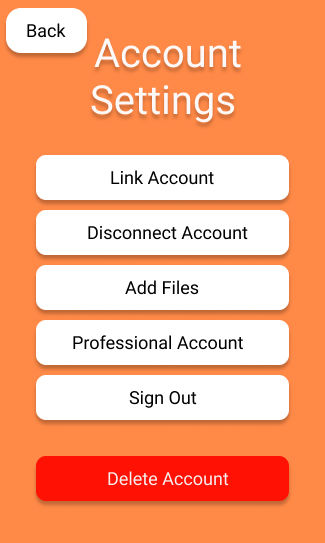 Back
Account
Settings
Link Account
Disconnect Account
Add Files
Professional Account
Sign Out
Delete Account